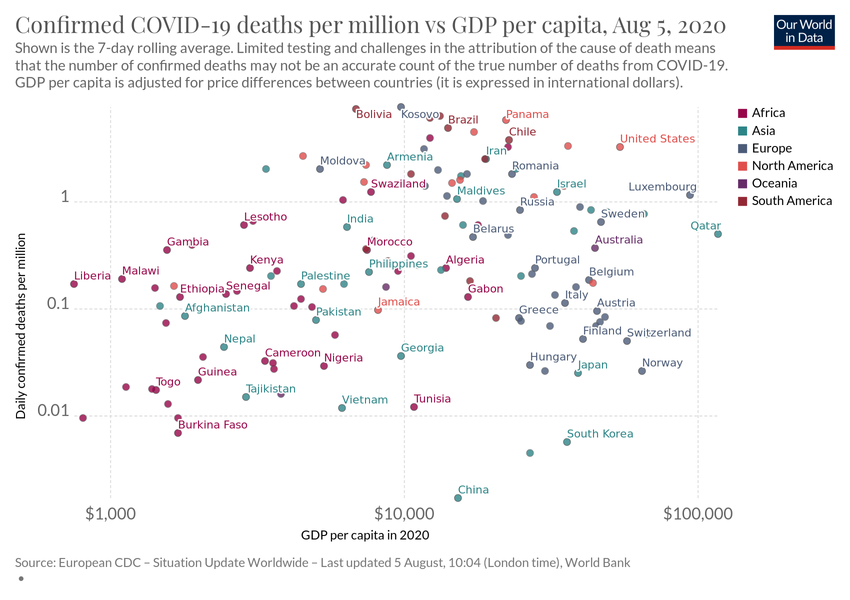 Confirmed COVID-19 deaths per million vs GDP per capita, Aug 5, 2020
Our World
in Data
Shown is the 7-day rolling average. Limited testing and challenges in the attribution of the cause of death means
that the number of confirmed deaths may not be an accurate count of the true number of deaths from COVID-19.
GDP per capita is adjusted for price differences between countries (it is expressed in international dollars).
Bolivia
Kosovo
Brazil
Panama
Chile
United States
Moldova
Armenia
Iran
Romania
Swaziland
Maldives
Israel
Luxembourg
Lesotho
India
Russia
Sweden
Belarus
Qatar
Gambia
Morocco
Australia
Liberia
Malawi
Kenya
Palestine
Philippines
Algeria
Portugal
Belgium
Ethiopia
Senegal
Gabon
Italy
Afghanistan
Pakistan
Jamaica
Greece
Austria
Nepal
Finland
Switzerland
Cameroon
Nigeria
Georgia
Hungary
Japan
Norway
Togo
Guinea
Tajikistan
Vietnam
Tunisia
Burkina Faso
South Korea
China
Africa
Asia
Europe
North America
Oceania
South America
Daily confirmed deaths per million
1
0.1
0.01
$1,000
$10,000
$100,000
GDP per capita in 2020
Source: European CDC – Situation Update Worldwide – Last updated 5 August, 10:04 (London time), World Bank